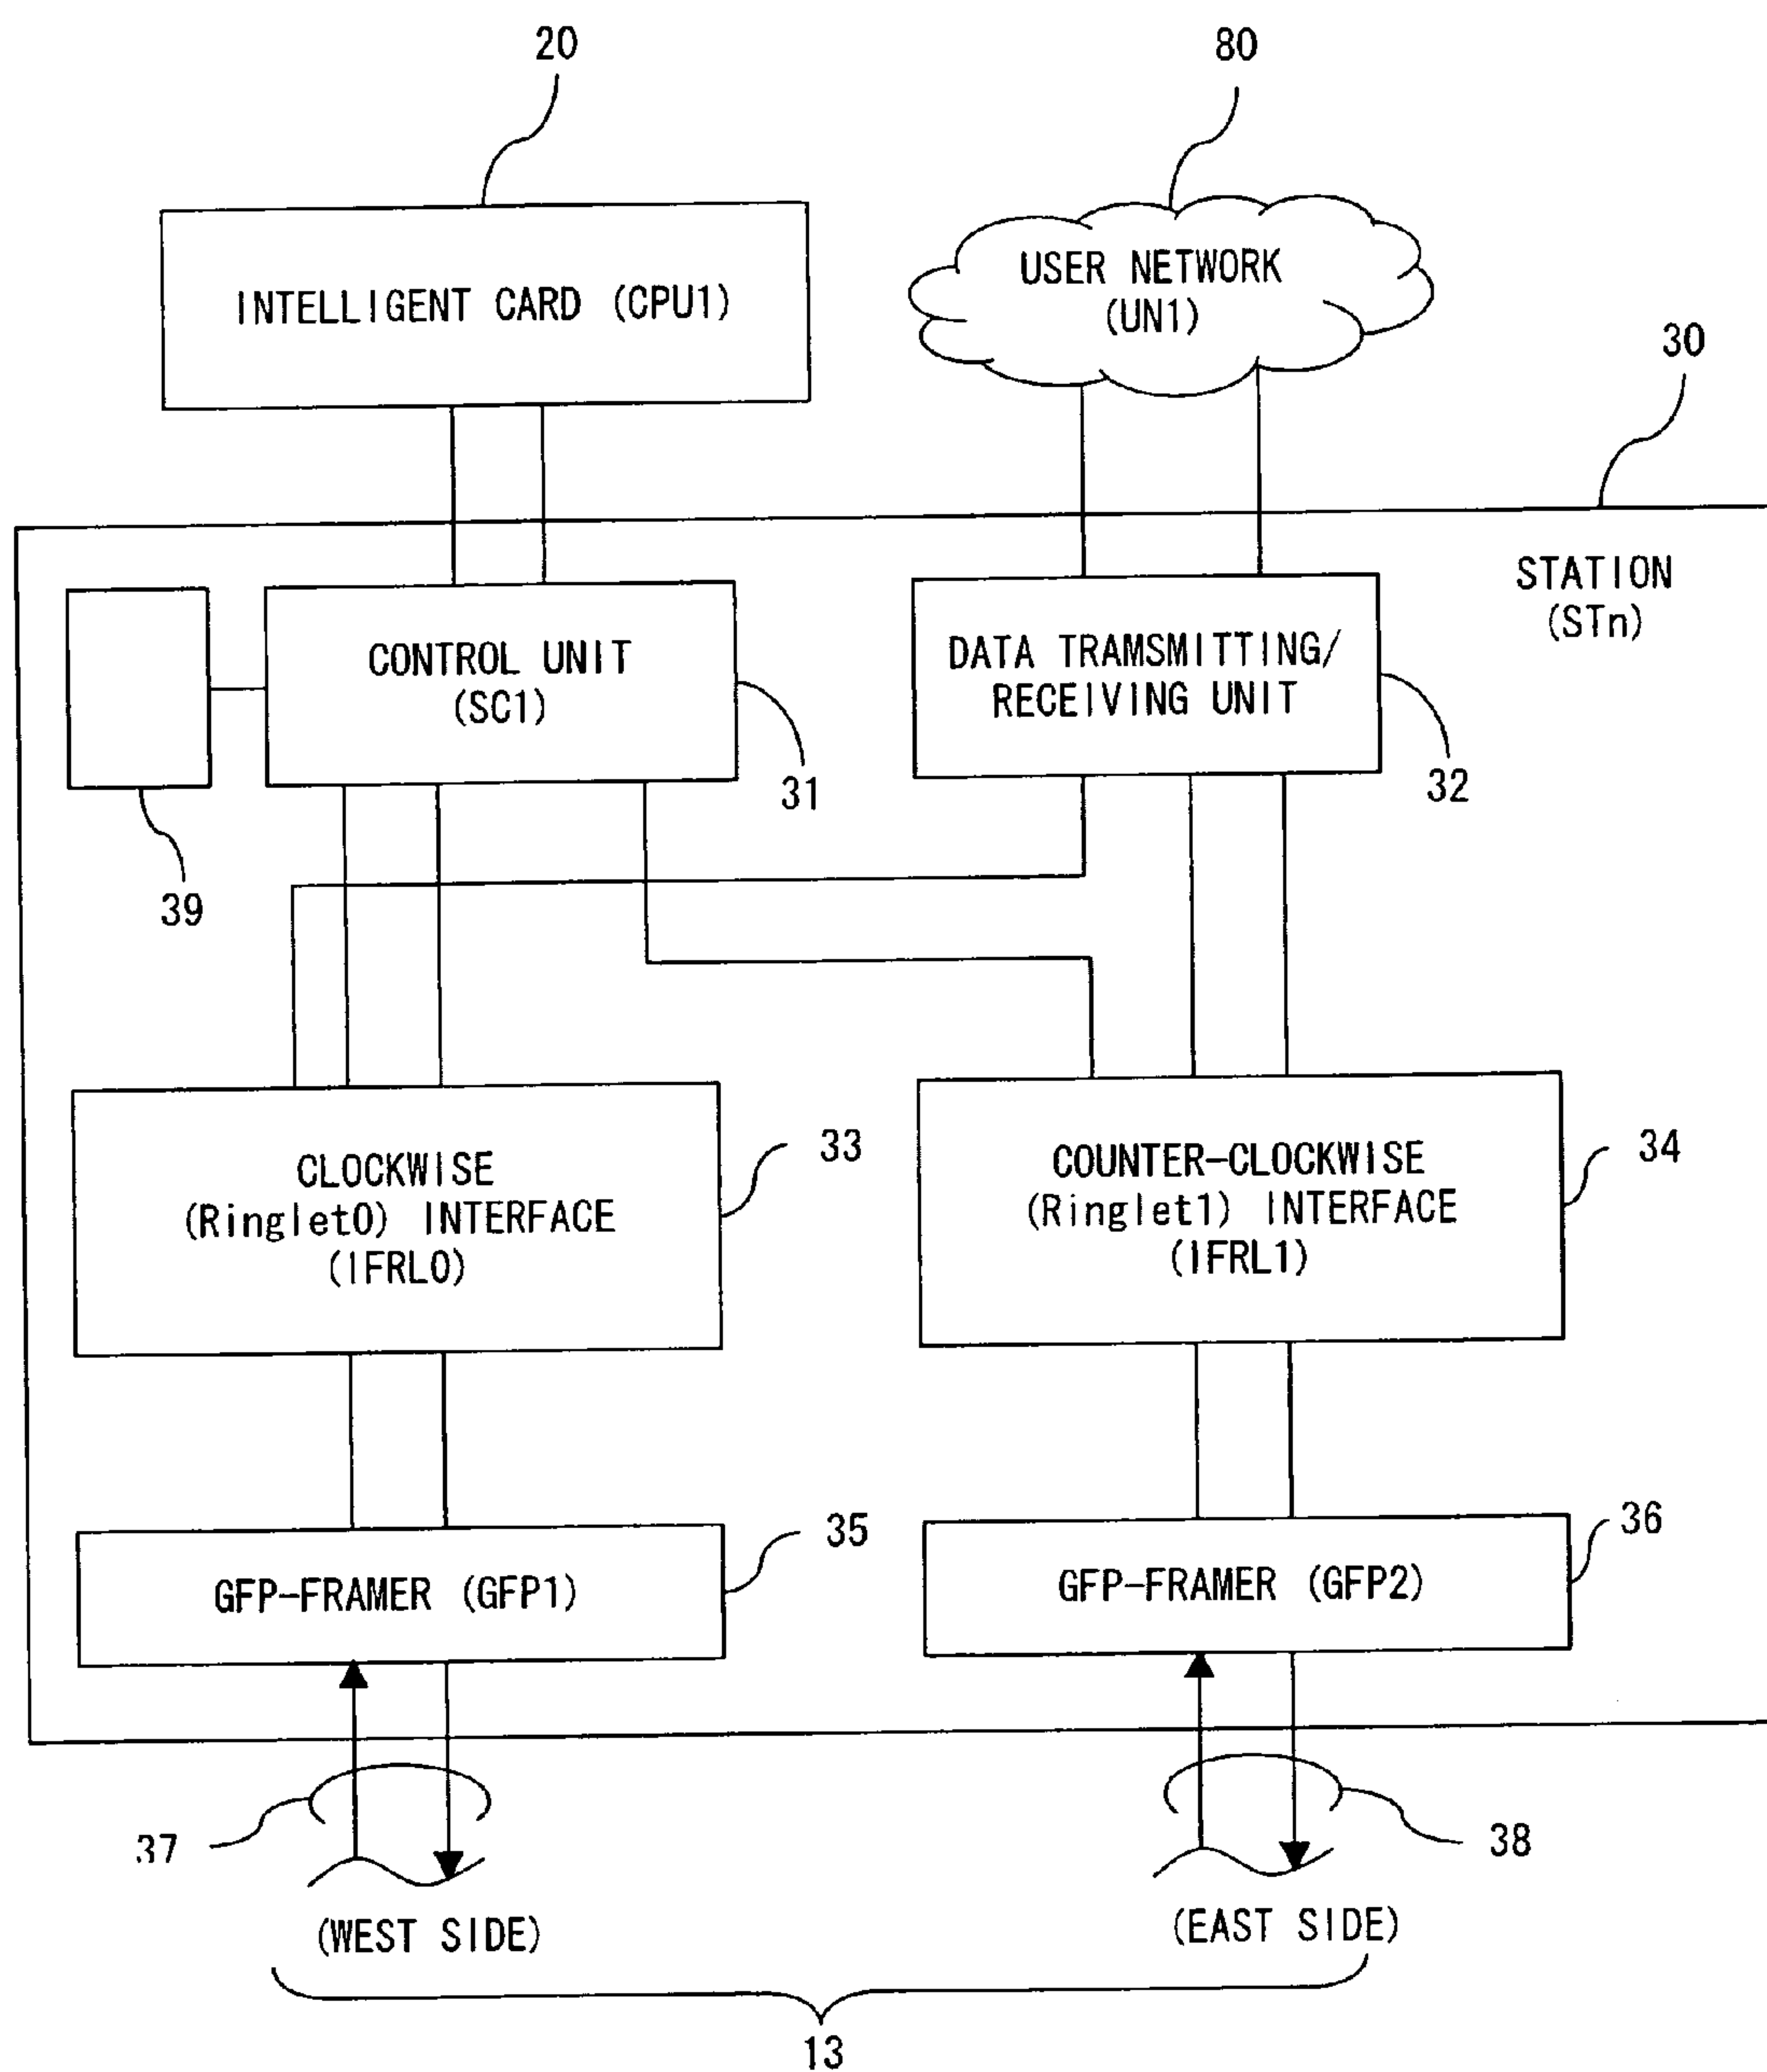 20
80
INTELLIGENT CARD (CPU1)
USER NETWORK
(UN1)
30
STATION
(STn)
CONTROL UNIT
(SC1)
DATA TRAMSMITTING/
RECEIVING UNIT
31
32
39
CLOCKWISE
(Ringlet0) INTERFACE
(IFRL0)
33
COUNTER-CLOCKWISE
(Ringlet1) INTERFACE
(IFRL1)
34
GFP-FRAMER (GFP1)
35
GFP-FRAMER (GFP2)
36
37
38
(WEST SIDE)
(EAST SIDE)
13